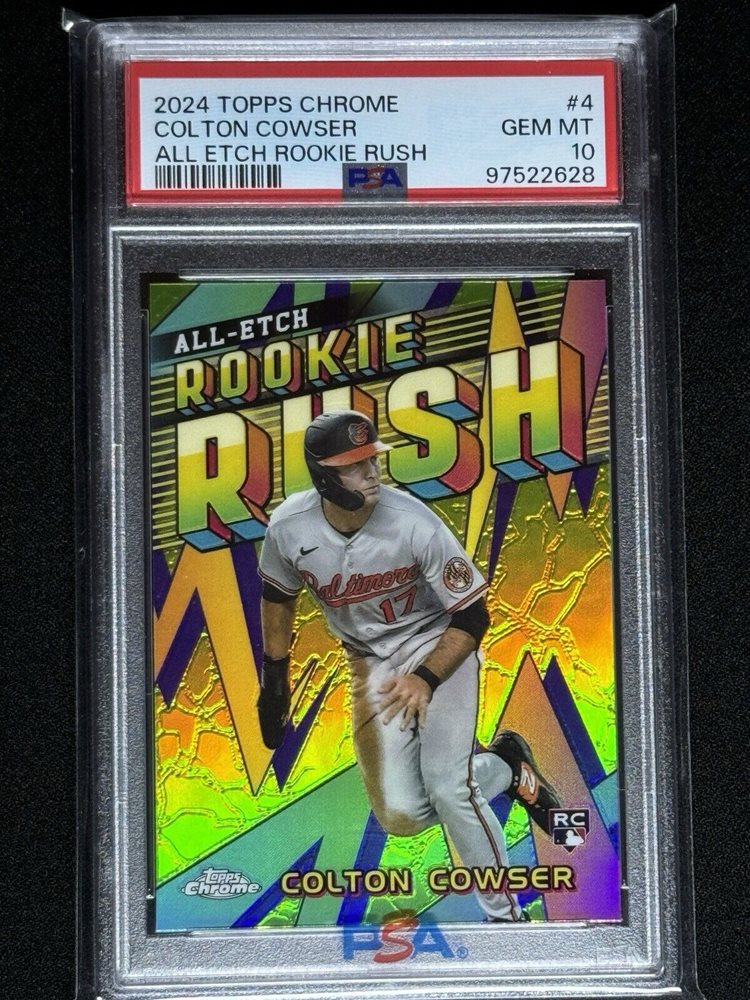 2024 TOPPS CHROME #4
COLTON COWSER GEM MT
ALL ETCH ROOKIE RUSH 10
PSA 97522628
ALL-ETCH
ROOKIE
RUSH
Baltimore
17
RC
Topps
Chrome
COLTON COWSER
PSA